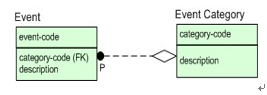 Event
event-code
category-code (FK)
description
P
Event Category
category-code
description